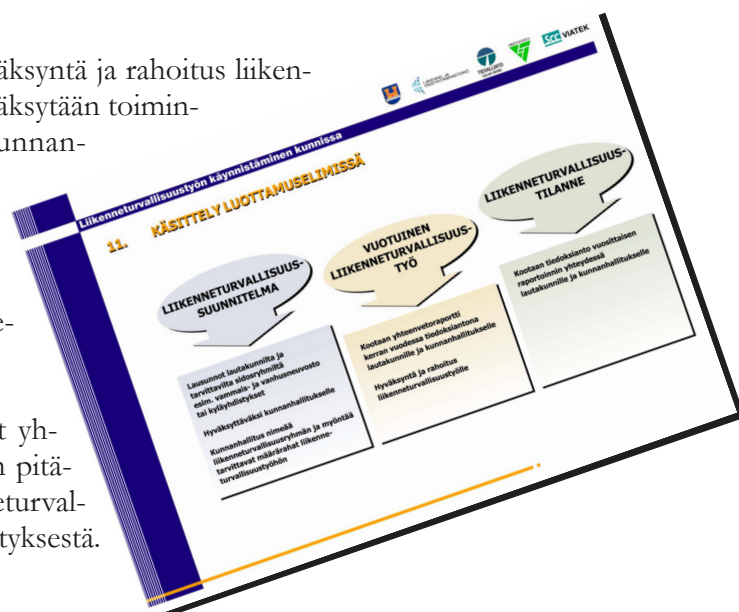 äksyntä ja rahoitus liiken-
äksytään toimin-
unnan-
e-
t yh-
n pitä-
eturval-
ityksestä.
SCC VIATEK
Liikenneturvallisuustyön käynnistäminen kunnissa
11. KÄSITTELY LUOTTAMUSELIMISSÄ
LIIKENNETURVALLISUUS-
SUUNNITELMA
Lausunnot lautakunnilta ja
tarvittavilta sidosryhmiltä
esim. vammais- ja vanhusneuvosto
tai kyläyhdistykset
Hyväksyttäväksi kunnanhallitukselle
Kunnanhallitus nimeää
liikenneturvallisuusryhmän ja myöntää
tarvittavat määrärahat liikenne-
turvallisuustyöhön
VUOTUINEN
LIIKENNETURVALLISUUS-
TYÖ
Kootaan yhteenvetoraportti
kerran vuodessa tiedoksiantona
lautakunnille ja kunnanhallitukselle
Hyväksyntä ja rahoitus
liikenneturvallisuustyölle
LIIKENNETURVALLISUUS-
TILANNE
Kootaan tiedoksianto vuosittaisen
raportoinnin yhteydessä
lautakunnille ja kunnanhallitukselle